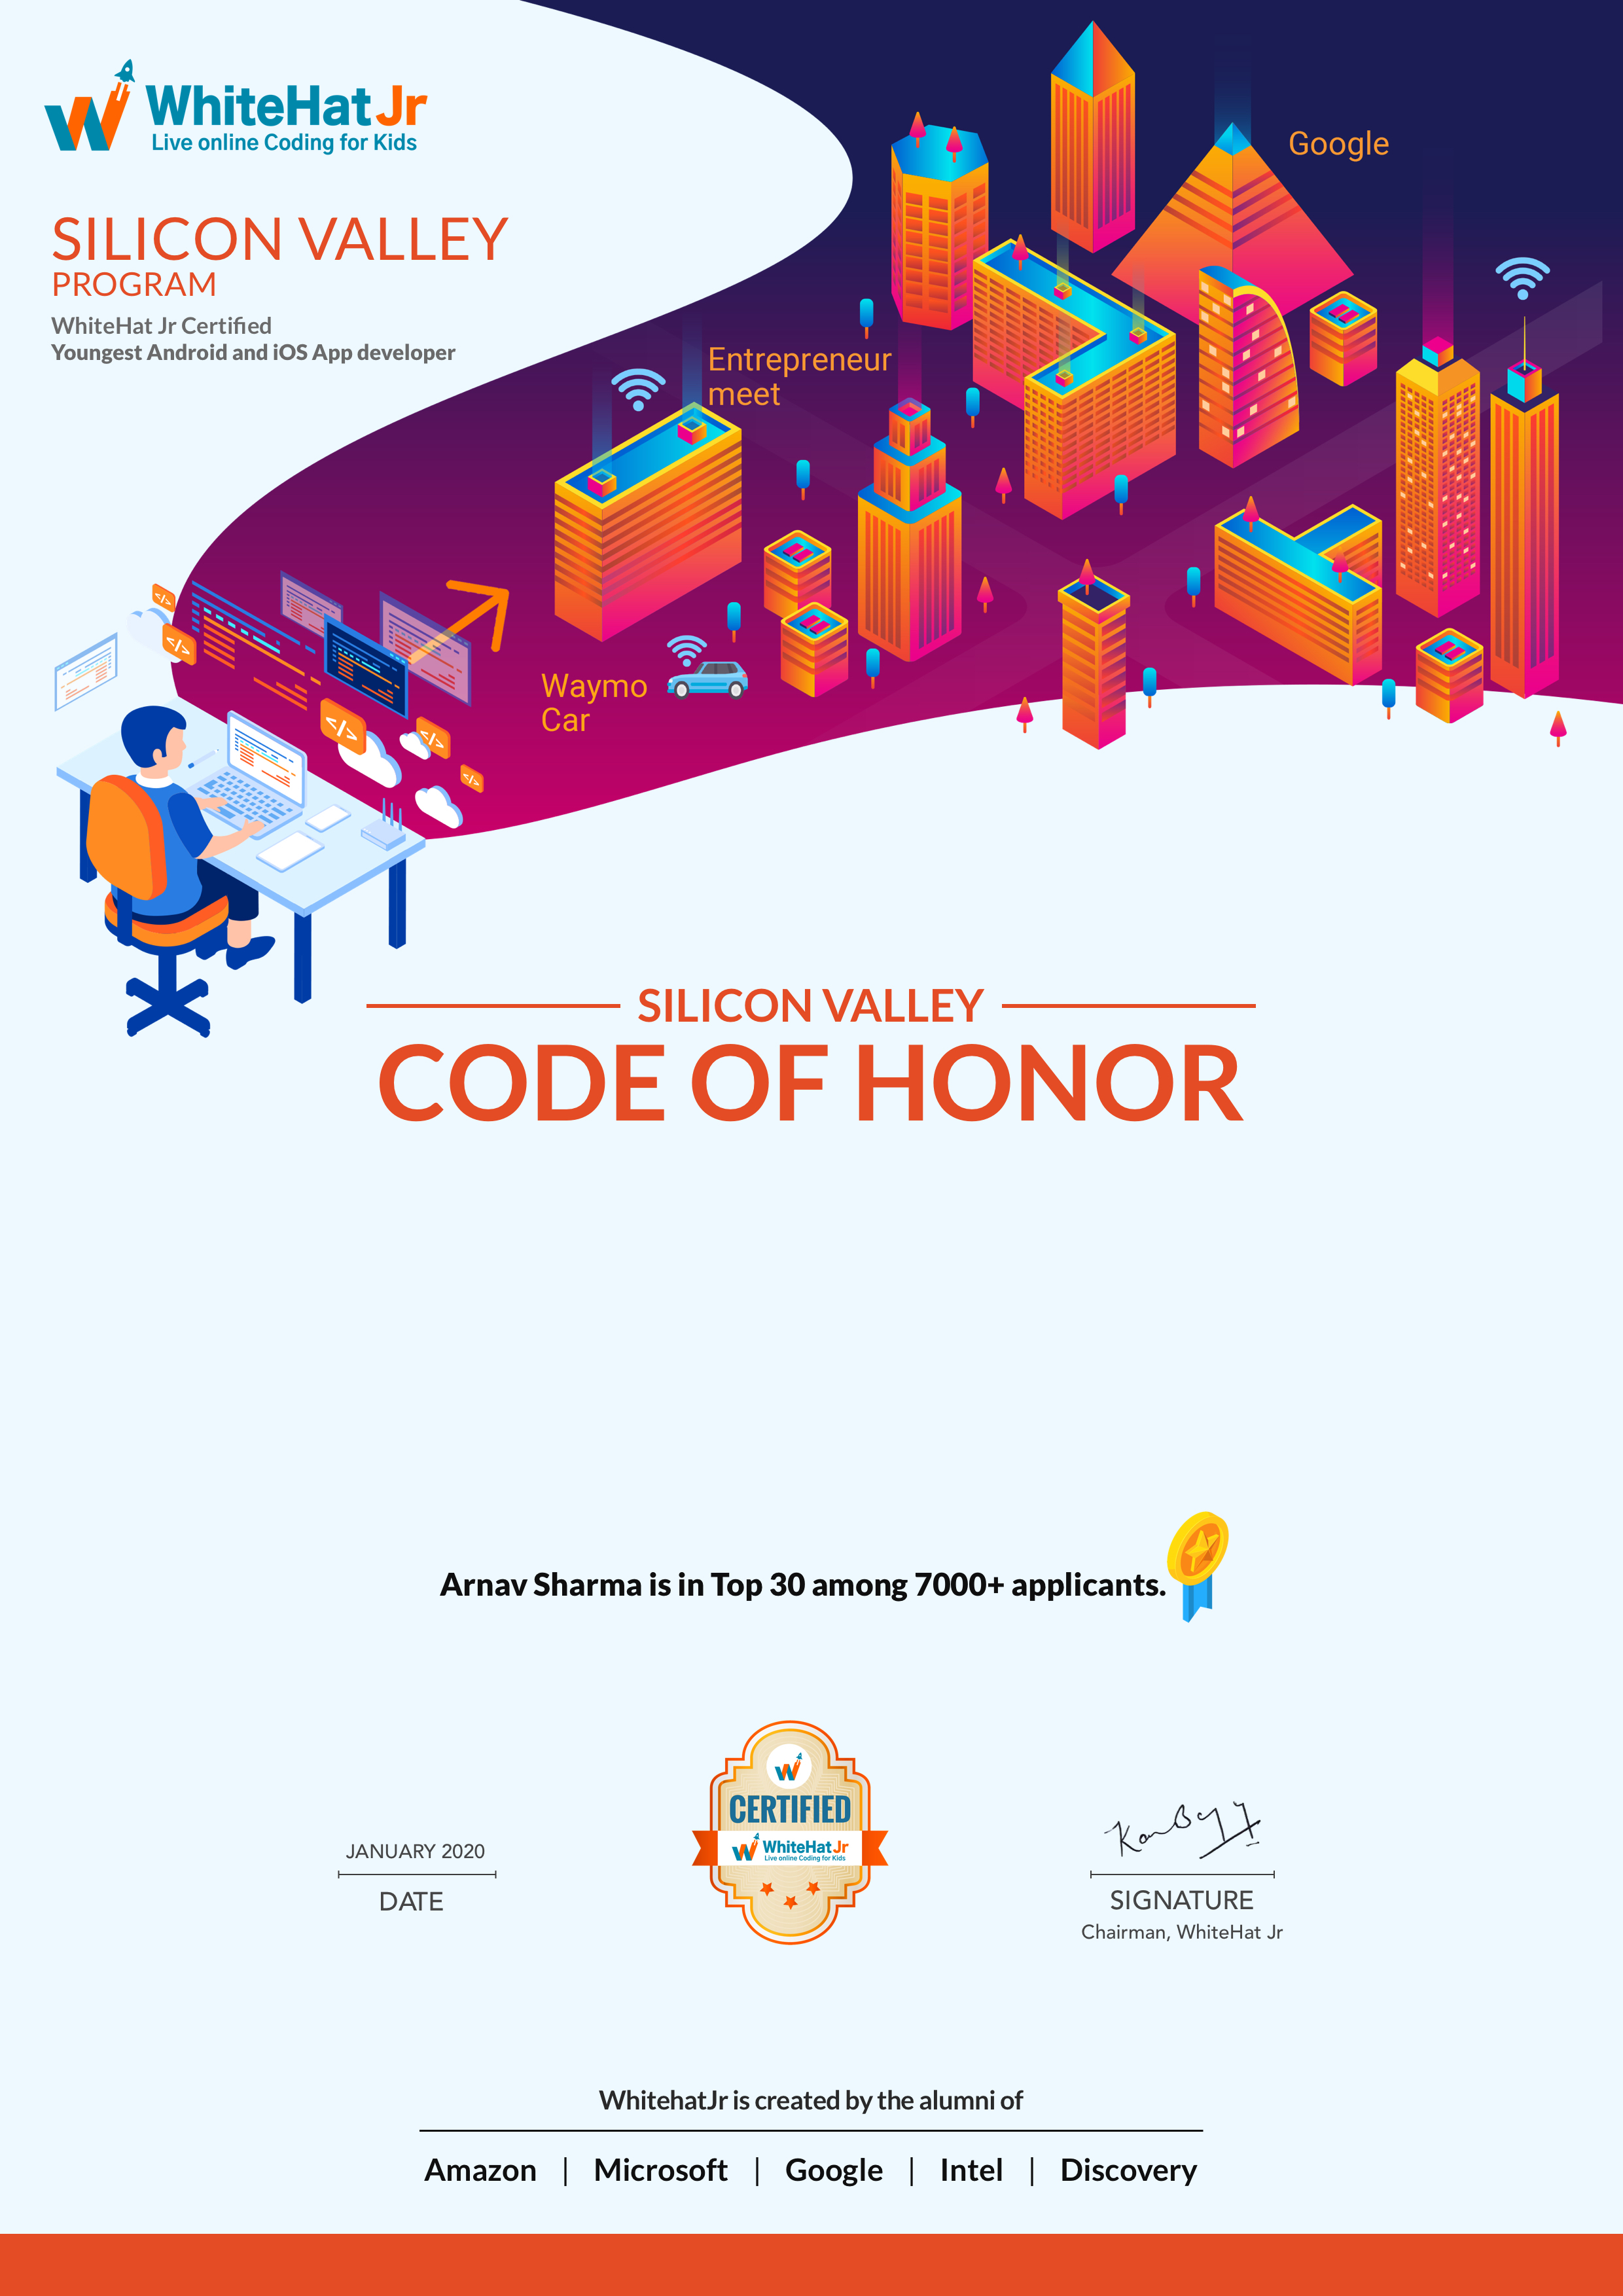 WhiteHat Jr
Live online Coding for Kids
SILICON VALLEY
PROGRAM
WhiteHat Jr Certified
Youngest Android and iOS App developer
Google
Entrepreneur
meet
Waymo
Car
SILICON VALLEY
CODE OF HONOR
Arnav Sharma is in Top 30 among 7000+ applicants.
CERTIFIED
WhiteHat Jr
Live online Coding for Kids
JANUARY 2020
DATE
SIGNATURE
Chairman, WhiteHat Jr
WhitehatJr is created by the alumni of
Amazon | Microsoft | Google | Intel | Discovery